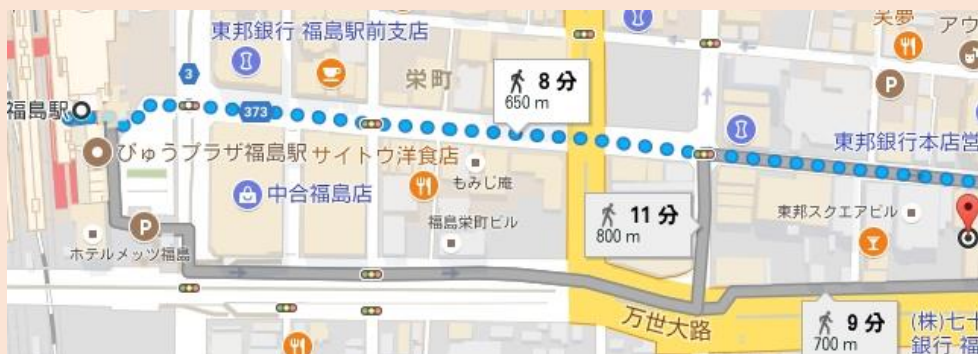 東邦銀行 福島駅前支店
美夢
アウ
3
栄町
8 分
650 m
P
福島駅
373
びゅうプラザ福島駅
サイトウ洋食店
東邦銀行本店営
もみじ庵
中合福島店
11 分
800 m
東邦スクエアビル
P
福島栄町ビル
ホテルメッツ福島
万世大路
9 分
700 m
(株)七十
銀行 福